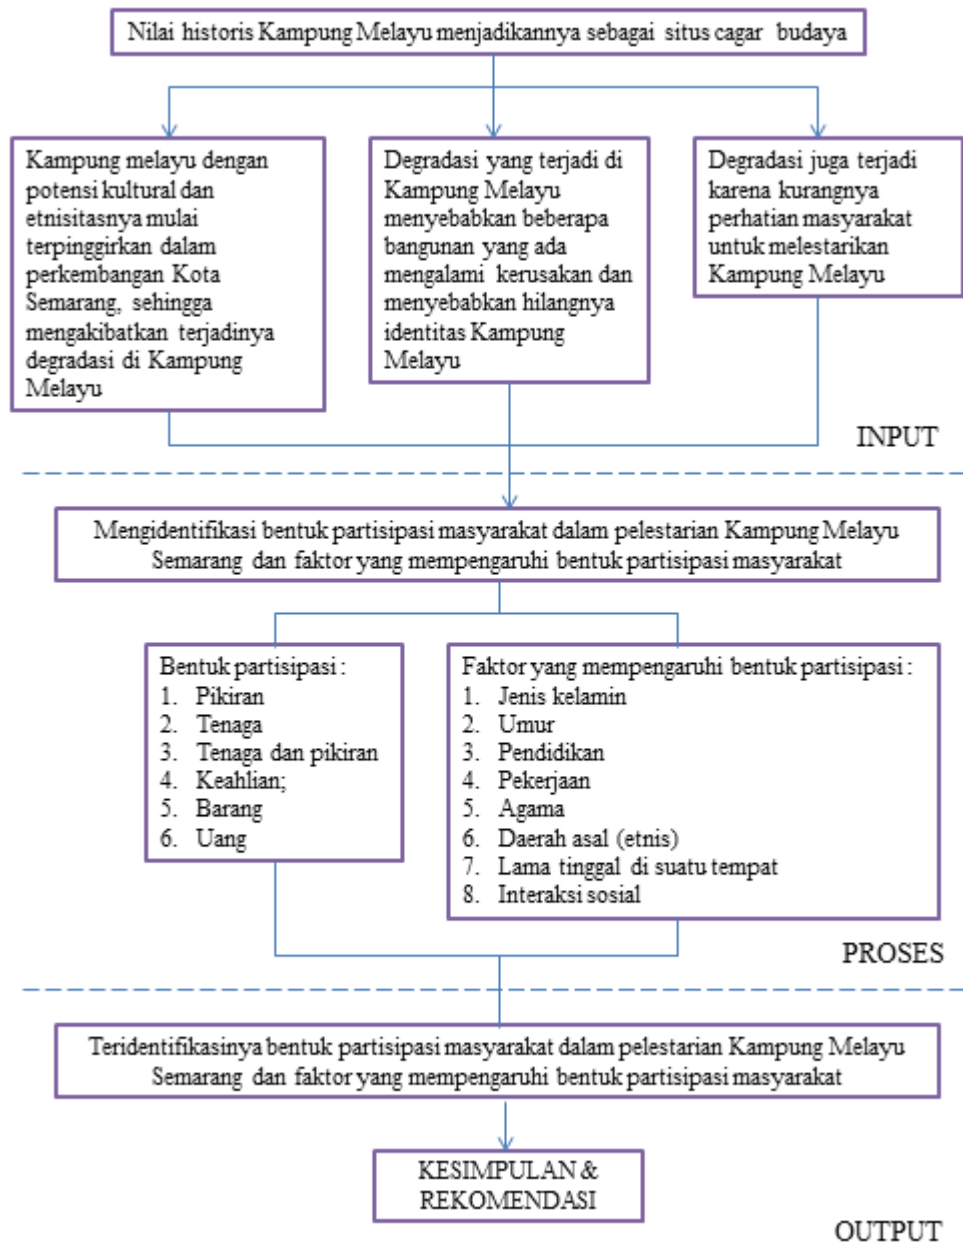 Nilai historis Kampung Melayu menjadikannya sebagai situs cagar budaya
Kampung melayu dengan
potensi kultural dan
etnisitasnya mulai
terpinggirkan dalam
perkembangan Kota
Semarang, sehingga
mengakibatkan terjadinya
degradasi di Kampung
Melayu
Degradasi yang terjadi di
Kampung Melayu
menyebabkan beberapa
bangunan yang ada
mengalami kerusakan dan
menyebabkan hilangnya
identitas Kampung
Melayu
Degradasi juga terjadi
karena kurangnya
perhatian masyarakat
untuk melestarikan
Kampung Melayu
INPUT
Mengidentifikasi bentuk partisipasi masyarakat dalam pelestarian Kampung Melayu
Semarang dan faktor yang mempengaruhi bentuk partisipasi masyarakat
Bentuk partisipasi :
1. Pikiran
2. Tenaga
3. Tenaga dan pikiran
4. Keahlian;
5. Barang
6. Uang
Faktor yang mempengaruhi bentuk partisipasi :
1. Jenis kelamin
2. Umur
3. Pendidikan
4. Pekerjaan
5. Agama
6. Daerah asal (etnis)
7. Lama tinggal di suatu tempat
8. Interaksi sosial
PROSES
Teridentifikasinya bentuk partisipasi masyarakat dalam pelestarian Kampung Melayu
Semarang dan faktor yang mempengaruhi bentuk partisipasi masyarakat
KESIMPULAN &
REKOMENDASI
OUTPUT